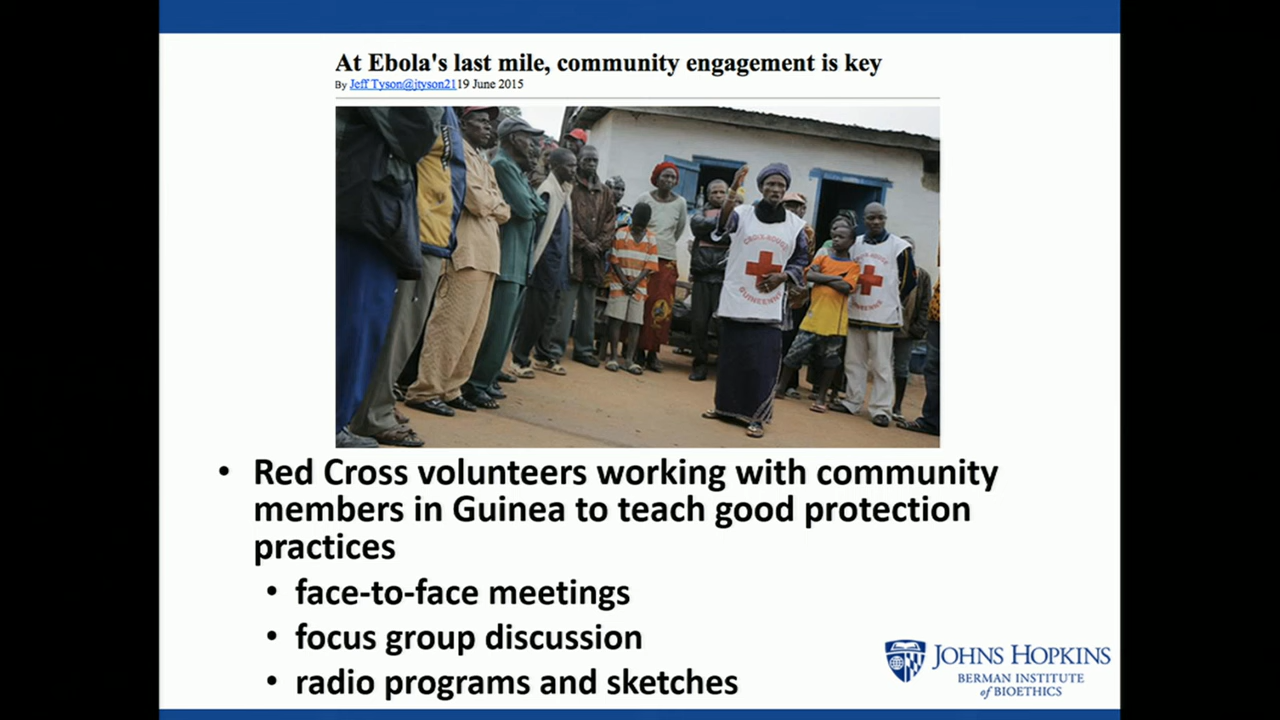 At Ebola's last mile, community engagement is key
By Jeff Tyson@jtyson2119 June 2015
CROIX-ROUGE
GUINEENNE
• Red Cross volunteers working with community
members in Guinea to teach good protection
practices
• face-to-face meetings
• focus group discussion
• radio programs and sketches
JOHNS HOPKINS
BERMAN INSTITUTE
of BIOETHICS